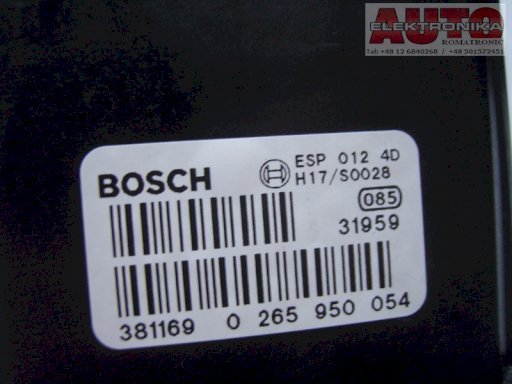 AUTO
ELEKTRONIKA
ROMATRONIC
Tel: +48 12 6840268 / +48 501572451
BOSCH
ESP 012 4D
H17/S0028
085
31959
381169 0 265 950 054